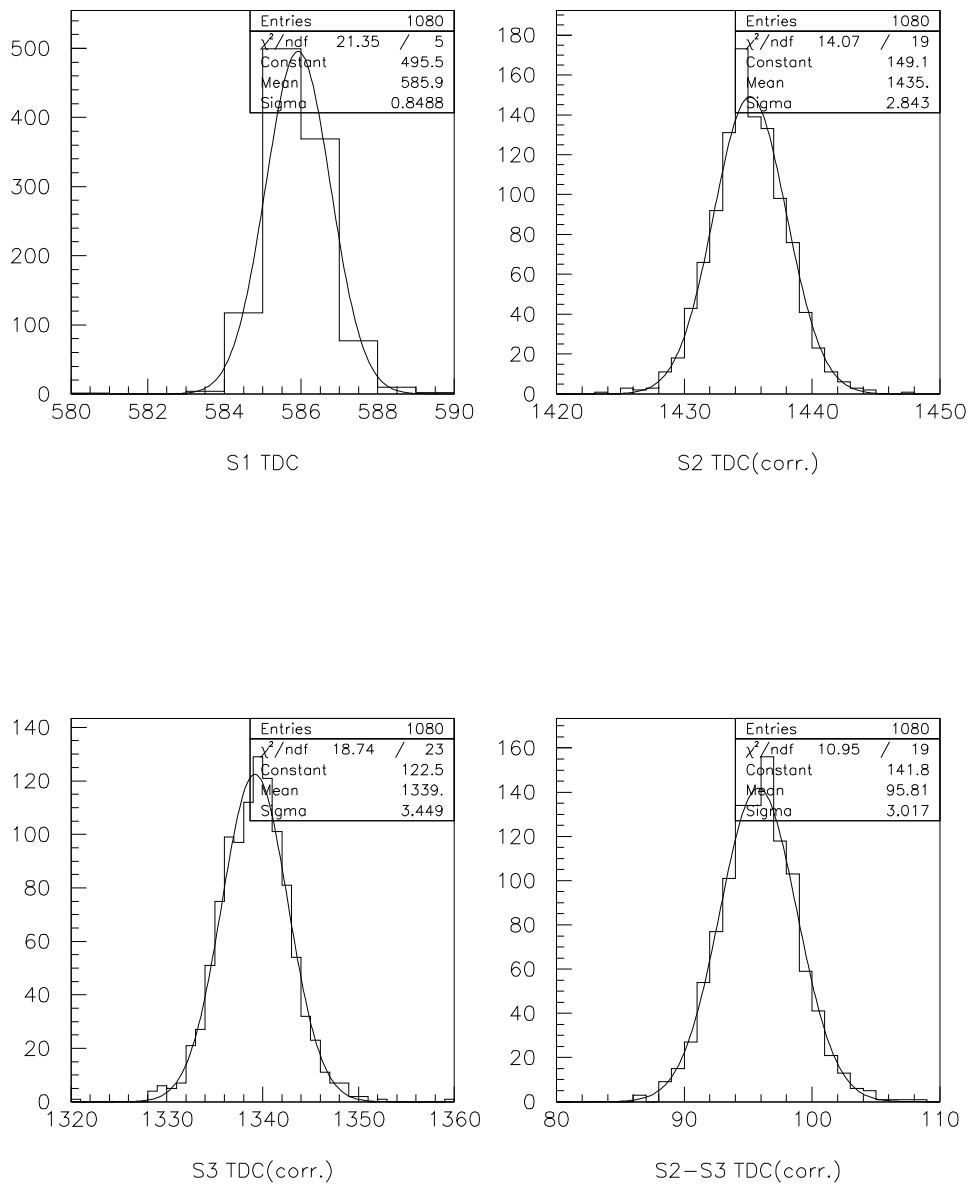 Entries 1080
χ²/ndf 21.35 / 5
Constant 495.5
Mean 585.9
Sigma 0.8488
500
400
300
200
100
0
580 582 584 586 588 590
S1 TDC
Entries 1080
χ²/ndf 14.07 / 19
Constant 149.1
Mean 1435.
Sigma 2.843
180
160
140
120
100
80
60
40
20
0
1420 1430 1440 1450
S2 TDC(corr.)
Entries 1080
χ²/ndf 18.74 / 23
Constant 122.5
Mean 1339.
Sigma 3.449
140
120
100
80
60
40
20
0
1320 1330 1340 1350 1360
S3 TDC(corr.)
Entries 1080
χ²/ndf 10.95 / 19
Constant 141.8
Mean 95.81
Sigma 3.017
160
140
120
100
80
60
40
20
0
80 90 100 110
S2-S3 TDC(corr.)